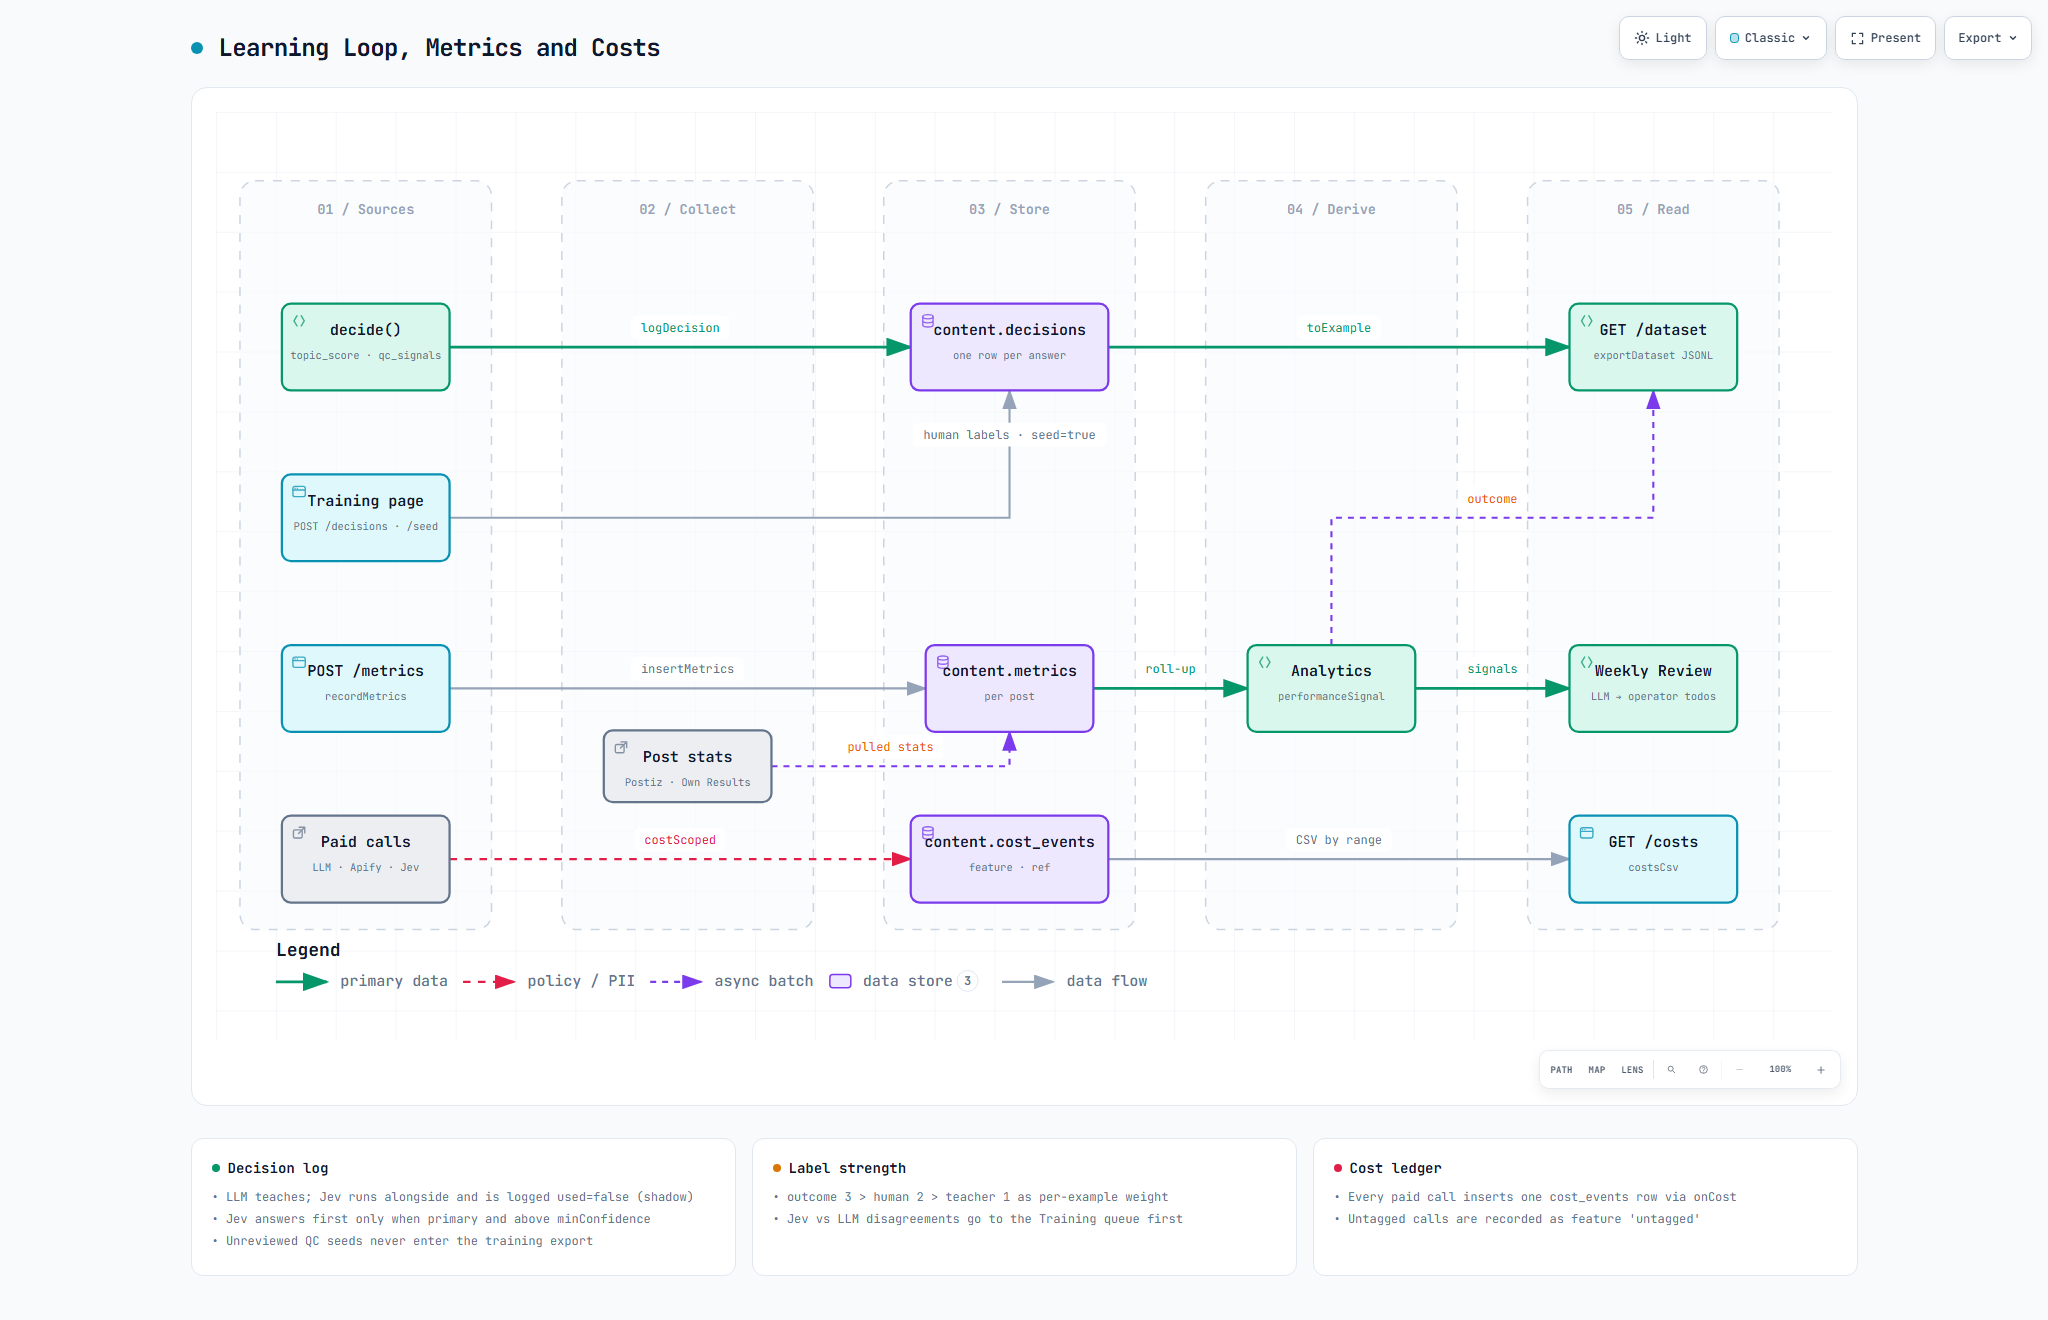 Learning Loop, Metrics and Costs
Light
Classic
Present
Export
01 / Sources
02 / Collect
03 / Store
04 / Derive
05 / Read
decide()
topic_score · qc_signals
logDecision
content.decisions
one row per answer
toExample
GET /dataset
exportDataset JSONL
human labels · seed=true
Training page
POST /decisions · /seed
outcome
POST /metrics
recordMetrics
insertMetrics
content.metrics
per post
roll-up
Analytics
performanceSignal
signals
Weekly Review
LLM → operator todos
Post stats
Postiz · Own Results
pulled stats
Paid calls
LLM · Apify · Jev
costScoped
content.cost_events
feature · ref
CSV by range
GET /costs
costsCsv
Legend
primary data
policy / PII
async batch
data store 3
data flow
PATH MAP LENS
100%
Decision log
• LLM teaches; Jev runs alongside and is logged used=false (shadow)
• Jev answers first only when primary and above minConfidence
• Unreviewed QC seeds never enter the training export
Label strength
• outcome 3 > human 2 > teacher 1 as per-example weight
• Jev vs LLM disagreements go to the Training queue first
Cost ledger
• Every paid call inserts one cost_events row via onCost
• Untagged calls are recorded as feature 'untagged'